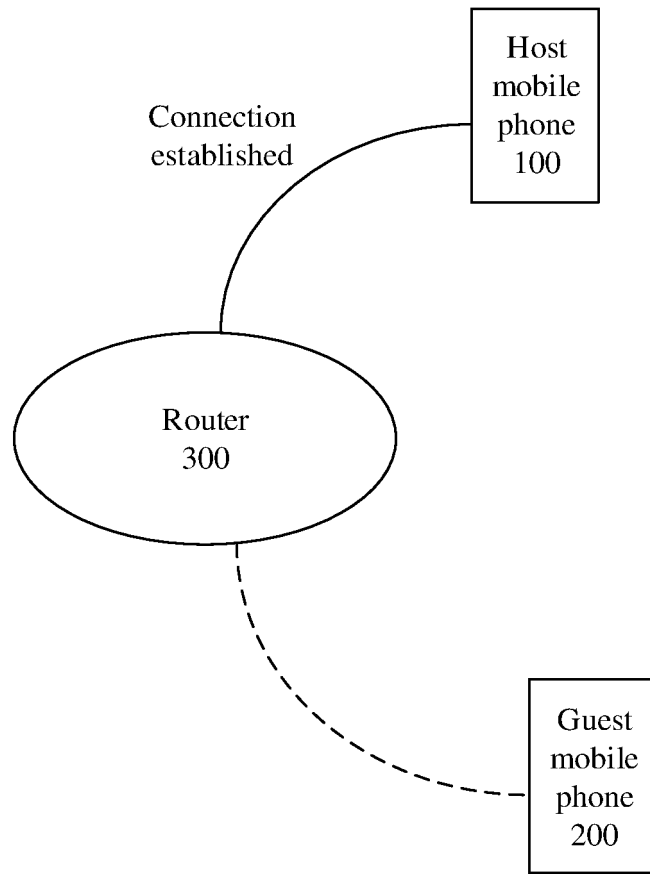 Host
mobile
phone
100
Connection
established
Router
300
Guest
mobile
phone
200